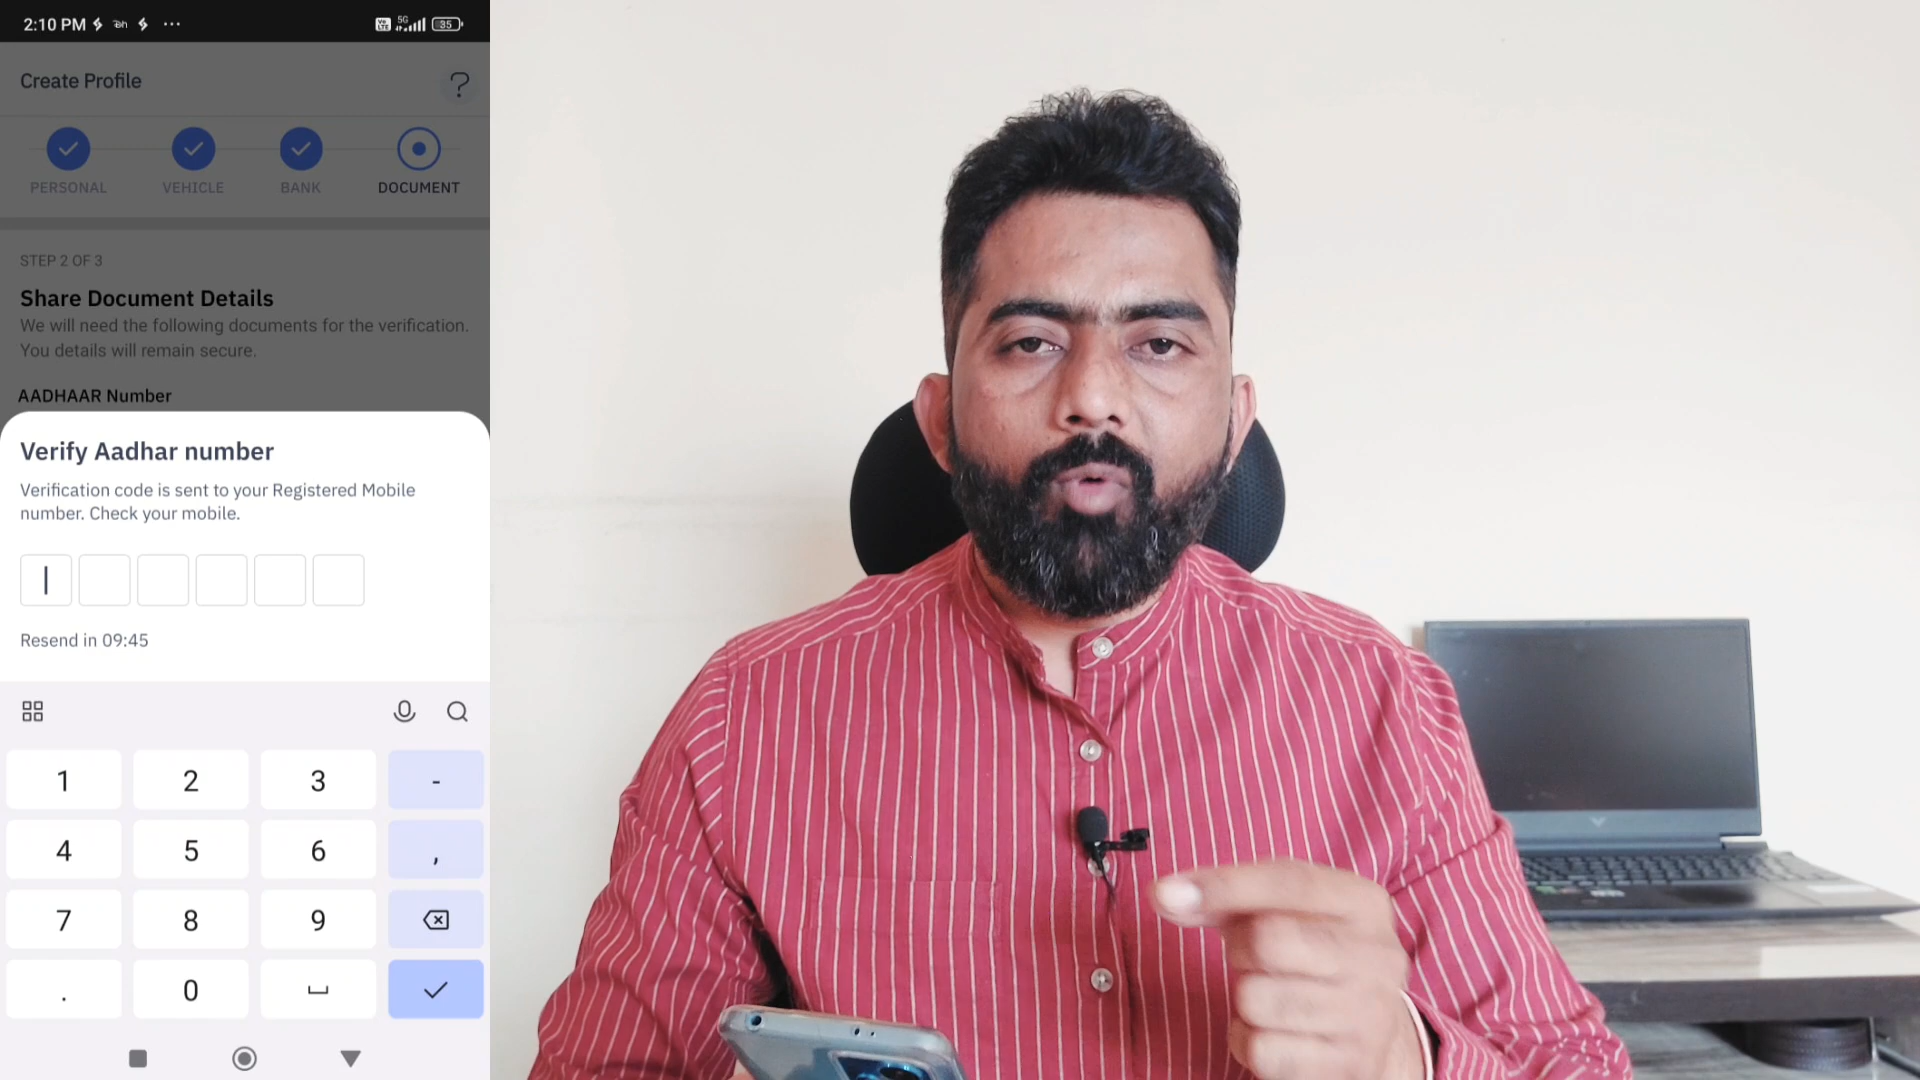 2:10 PM
5G
35
Create Profile
?
PERSONAL
VEHICLE
BANK
DOCUMENT
STEP 2 OF 3
Share Document Details
We will need the following documents for the verification.
You details will remain secure.
AADHAAR Number
Verify Aadhar number
Verification code is sent to your Registered Mobile
number. Check your mobile.
Resend in 09:45
1 2 3 -
4 5 6 ,
7 8 9
. 0